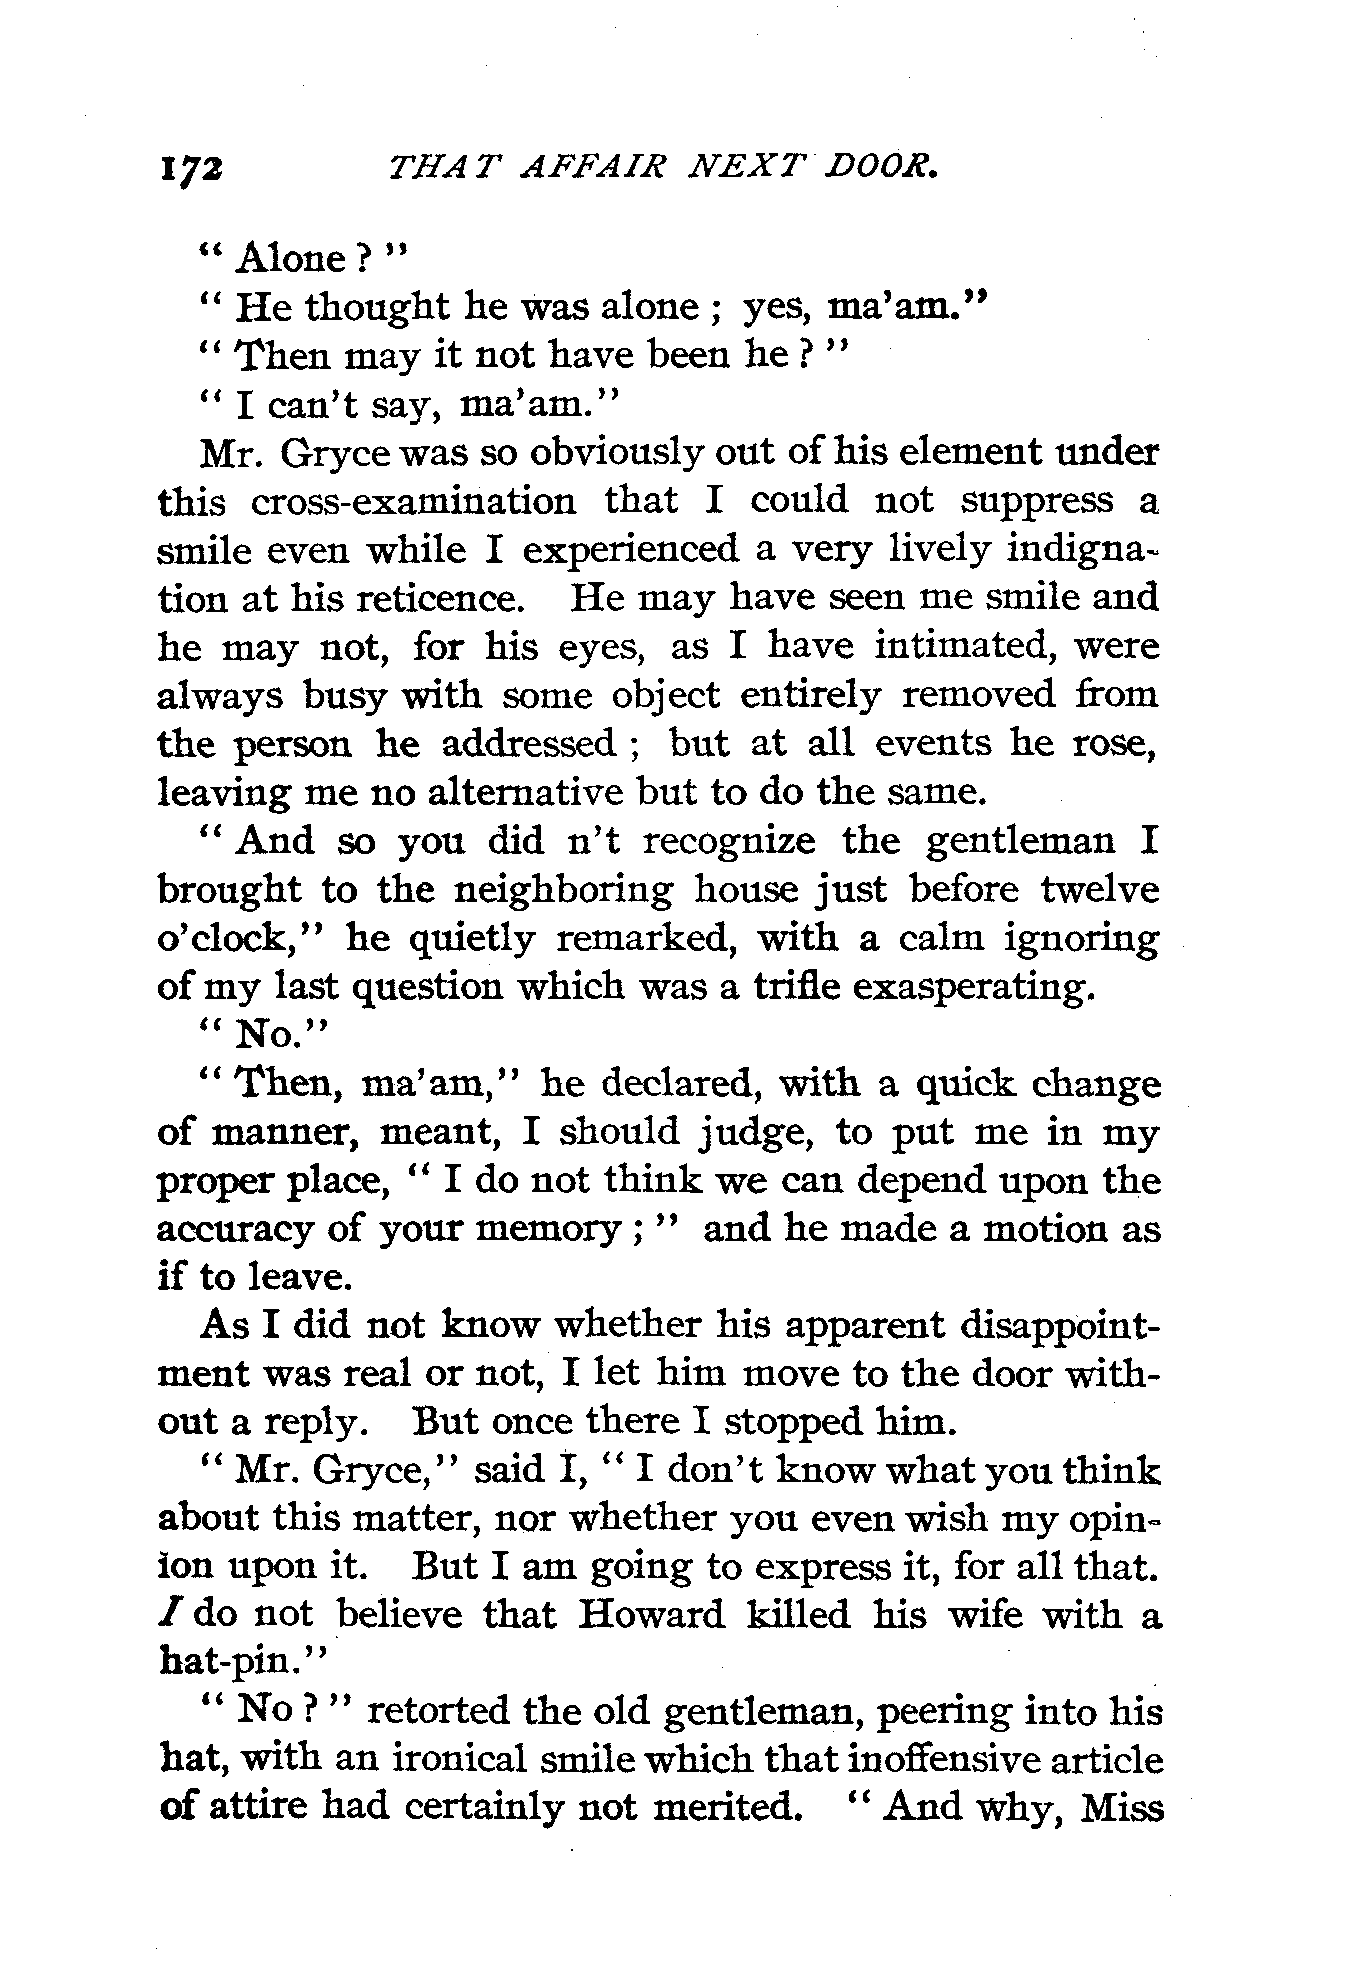 172 THAT AFFAIR NEXT DOOR.
" Alone ? "
" He thought he was alone ; yes, ma'am."
" Then may it not have been he ? "
" I can't say, ma'am."
Mr. Gryce was so obviously out of his element under
this cross-examination that I could not suppress a
smile even while I experienced a very lively indigna-
tion at his reticence. He may have seen me smile and
he may not, for his eyes, as I have intimated, were
always busy with some object entirely removed from
the person he addressed ; but at all events he rose,
leaving me no alternative but to do the same.
" And so you did n't recognize the gentleman I
brought to the neighboring house just before twelve
o'clock," he quietly remarked, with a calm ignoring
of my last question which was a trifle exasperating.
" No."
" Then, ma'am," he declared, with a quick change
of manner, meant, I should judge, to put me in my
proper place, " I do not think we can depend upon the
accuracy of your memory ; " and he made a motion as
if to leave.
As I did not know whether his apparent disappoint-
ment was real or not, I let him move to the door with-
out a reply. But once there I stopped him.
" Mr. Gryce," said I, " I don't know what you think
about this matter, nor whether you even wish my opin-
ion upon it. But I am going to express it, for all that.
I do not believe that Howard killed his wife with a
hat-pin."
" No ? " retorted the old gentleman, peering into his
hat, with an ironical smile which that inoffensive article
of attire had certainly not merited. " And why, Miss